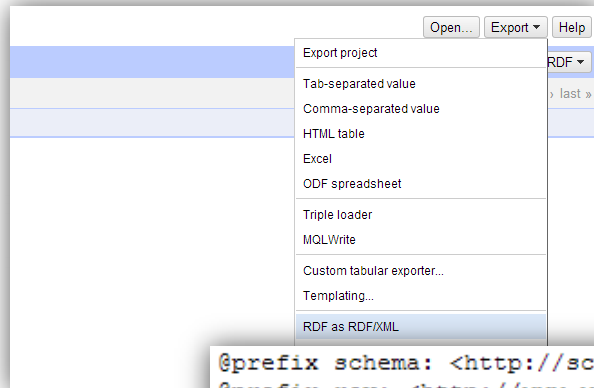 Open... Export Help
Export project
RDF
Tab-separated value
› last »
Comma-separated value
HTML table
Excel
ODF spreadsheet
Triple loader
MQLWrite
Custom tabular exporter...
Templating...
RDF as RDF/XML
@prefix schema: <http://sc